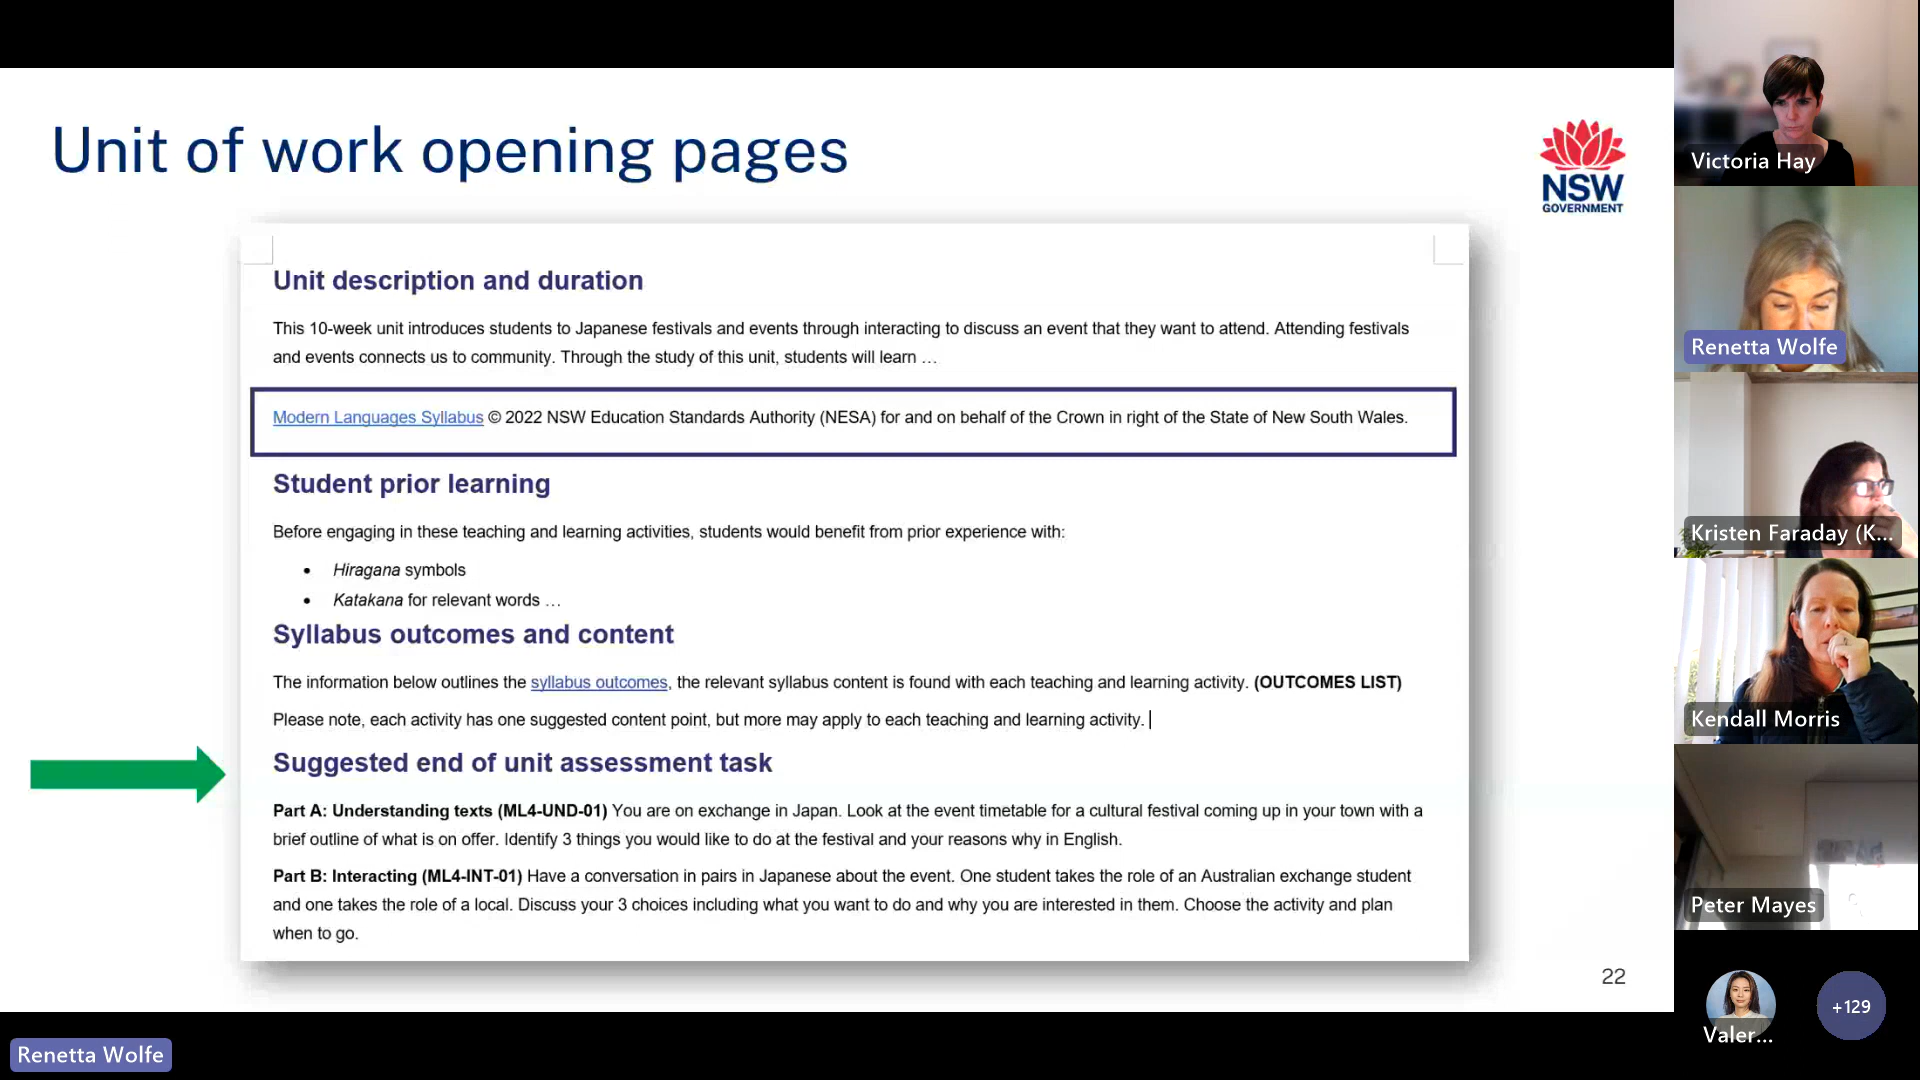 Unit of work opening pages
NSW
GOVERNMENT
Unit description and duration
This 10-week unit introduces students to Japanese festivals and events through interacting to discuss an event that they want to attend. Attending festivals
and events connects us to community. Through the study of this unit, students will learn …
Modern Languages Syllabus © 2022 NSW Education Standards Authority (NESA) for and on behalf of the Crown in right of the State of New South Wales.
Student prior learning
Before engaging in these teaching and learning activities, students would benefit from prior experience with:
• Hiragana symbols
• Katakana for relevant words …
Syllabus outcomes and content
The information below outlines the syllabus outcomes, the relevant syllabus content is found with each teaching and learning activity. (OUTCOMES LIST)
Please note, each activity has one suggested content point, but more may apply to each teaching and learning activity.
Suggested end of unit assessment task
Part A: Understanding texts (ML4-UND-01) You are on exchange in Japan. Look at the event timetable for a cultural festival coming up in your town with a
brief outline of what is on offer. Identify 3 things you would like to do at the festival and your reasons why in English.
Part B: Interacting (ML4-INT-01) Have a conversation in pairs in Japanese about the event. One student takes the role of an Australian exchange student
and one takes the role of a local. Discuss your 3 choices including what you want to do and why you are interested in them. Choose the activity and plan
when to go.
22
Renetta Wolfe
Victoria Hay
Renetta Wolfe
Kristen Faraday (K...
Kendall Morris
Peter Mayes
Valer...
+129